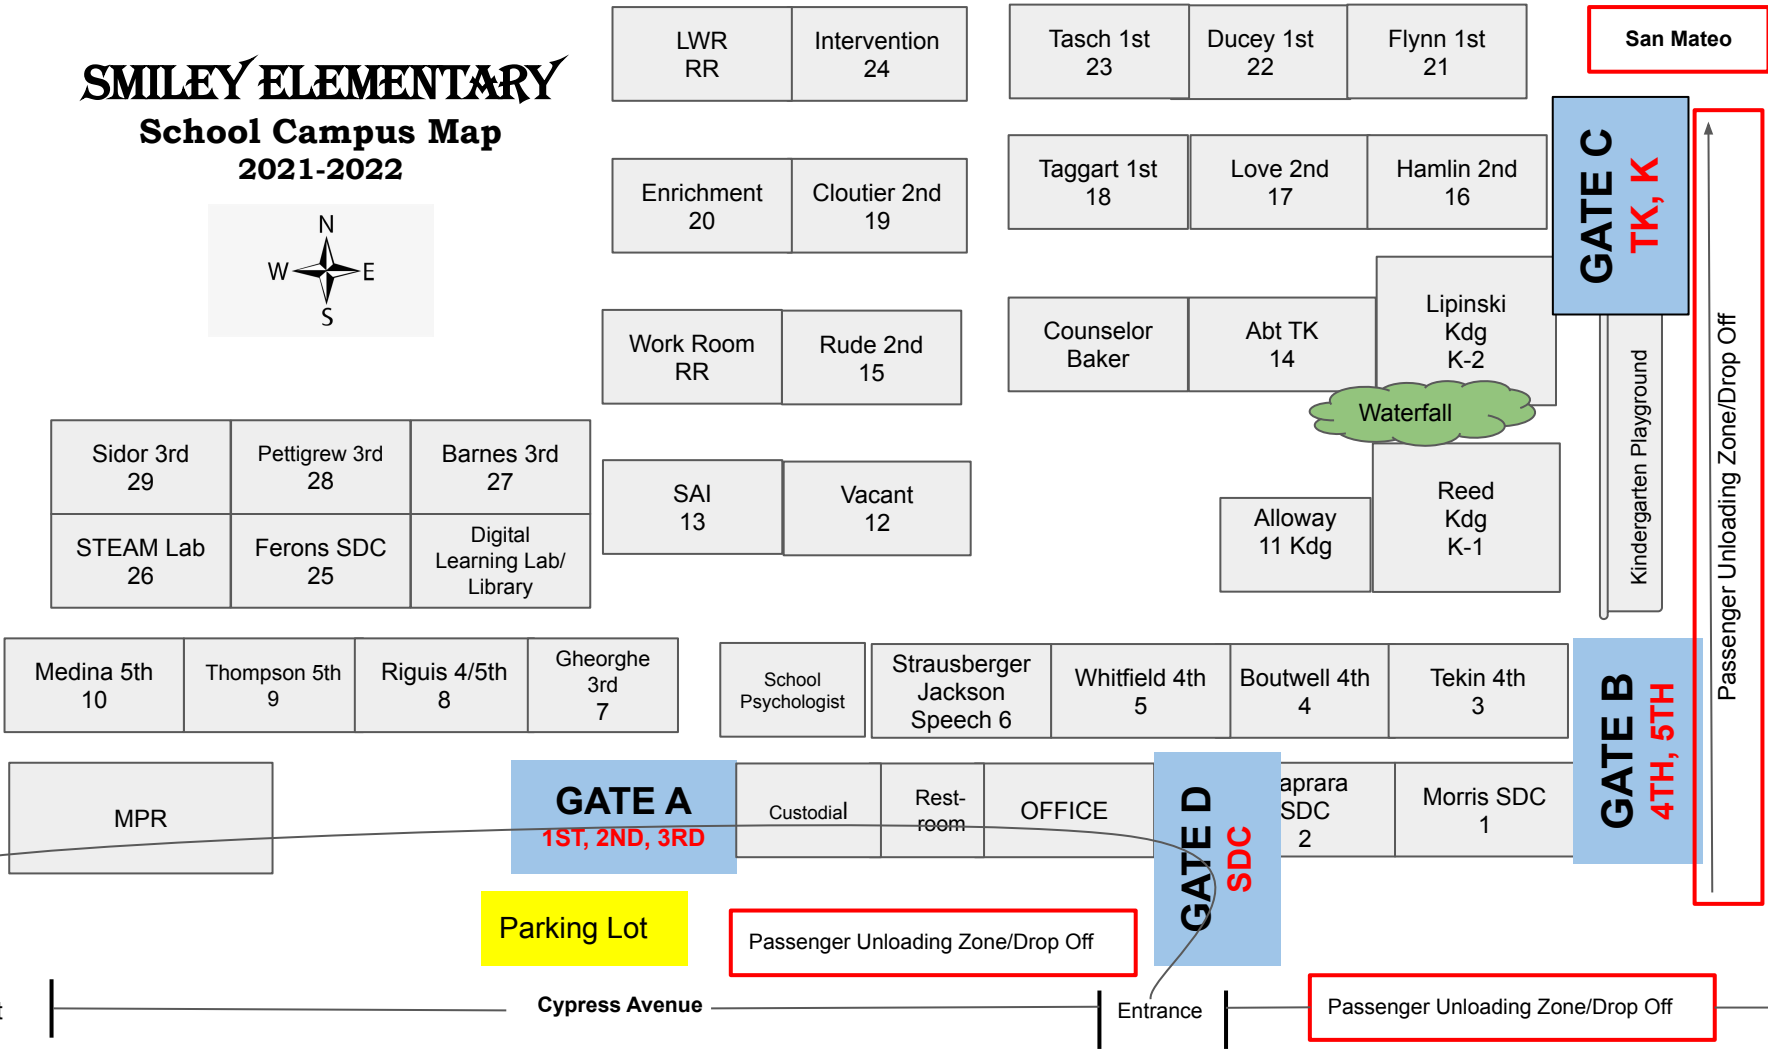 SMILEY ELEMENTARY
School Campus Map
2021-2022
N
W E
S
LWR
RR
Intervention
24
Tasch 1st
23
Ducey 1st
22
Flynn 1st
21
San Mateo
Enrichment
20
Cloutier 2nd
19
Taggart 1st
18
Love 2nd
17
Hamlin 2nd
16
GATE C
TK, K
Work Room
RR
Rude 2nd
15
Counselor
Baker
Abt TK
14
Lipinski
Kdg
K-2
Waterfall
Kindergarten Playground
Passenger Unloading Zone/Drop Off
Sidor 3rd
29
Pettigrew 3rd
28
Barnes 3rd
27
STEAM Lab
26
Ferons SDC
25
Digital
Learning Lab/
Library
SAI
13
Vacant
12
Alloway
11 Kdg
Reed
Kdg
K-1
Medina 5th
10
Thompson 5th
9
Riguis 4/5th
8
Gheorghe
3rd
7
School
Psychologist
Strausberger
Jackson
Speech 6
Whitfield 4th
5
Boutwell 4th
4
Tekin 4th
3
GATE B
4TH, 5TH
MPR
GATE A
1ST, 2ND, 3RD
Custodial
Rest-
room
OFFICE
GATE D
SDC
aprara
SDC
2
Morris SDC
1
Parking Lot
Passenger Unloading Zone/Drop Off
t
Cypress Avenue
Entrance
Passenger Unloading Zone/Drop Off